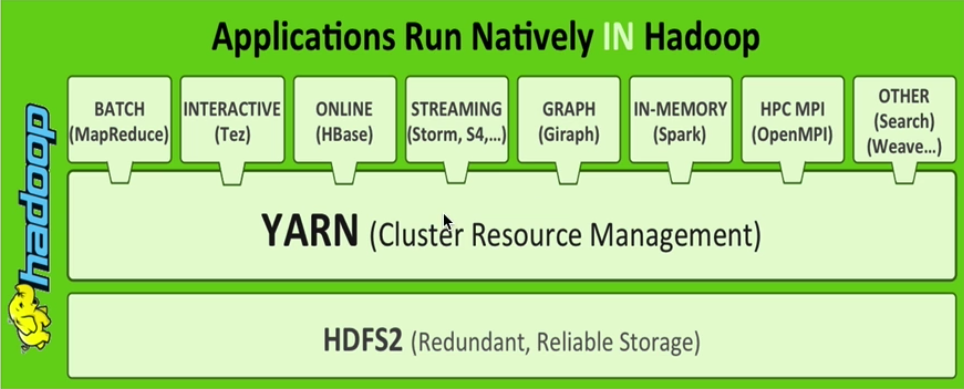 Applications Run Natively IN Hadoop
hadoop
BATCH
(MapReduce)
INTERACTIVE
(Tez)
ONLINE
(HBase)
STREAMING
(Storm, S4,...)
GRAPH
(Giraph)
IN-MEMORY
(Spark)
HPC MPI
(OpenMPI)
OTHER
(Search)
(Weave...)
YARN (Cluster Resource Management)
HDFS2 (Redundant, Reliable Storage)